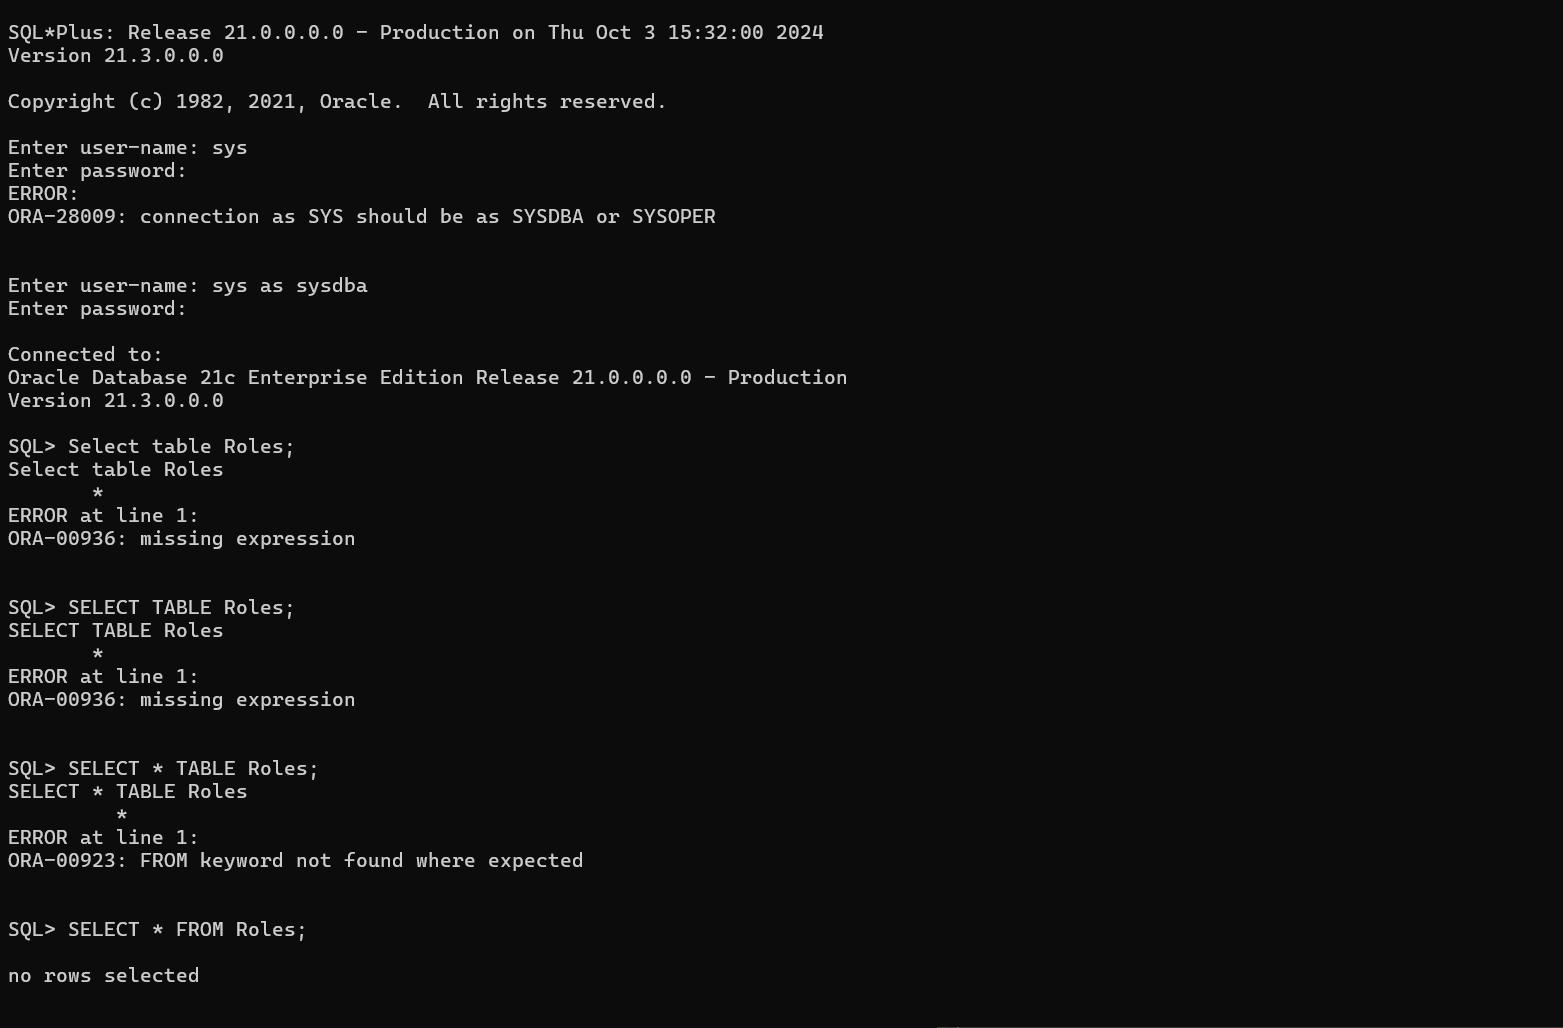 SQL*Plus: Release 21.0.0.0.0 - Production on Thu Oct 3 15:32:00 2024
Version 21.3.0.0.0
Copyright (c) 1982, 2021, Oracle.  All rights reserved.
Enter user-name: sys
Enter password:
ERROR:
ORA-28009: connection as SYS should be as SYSDBA or SYSOPER
Enter user-name: sys as sysdba
Enter password:
Connected to:
Oracle Database 21c Enterprise Edition Release 21.0.0.0.0 - Production
Version 21.3.0.0.0
SQL> Select table Roles;
Select table Roles
       *
ERROR at line 1:
ORA-00936: missing expression
SQL> SELECT TABLE Roles;
SELECT TABLE Roles
       *
ERROR at line 1:
ORA-00936: missing expression
SQL> SELECT * TABLE Roles;
SELECT * TABLE Roles
         *
ERROR at line 1:
ORA-00923: FROM keyword not found where expected
SQL> SELECT * FROM Roles;
no rows selected